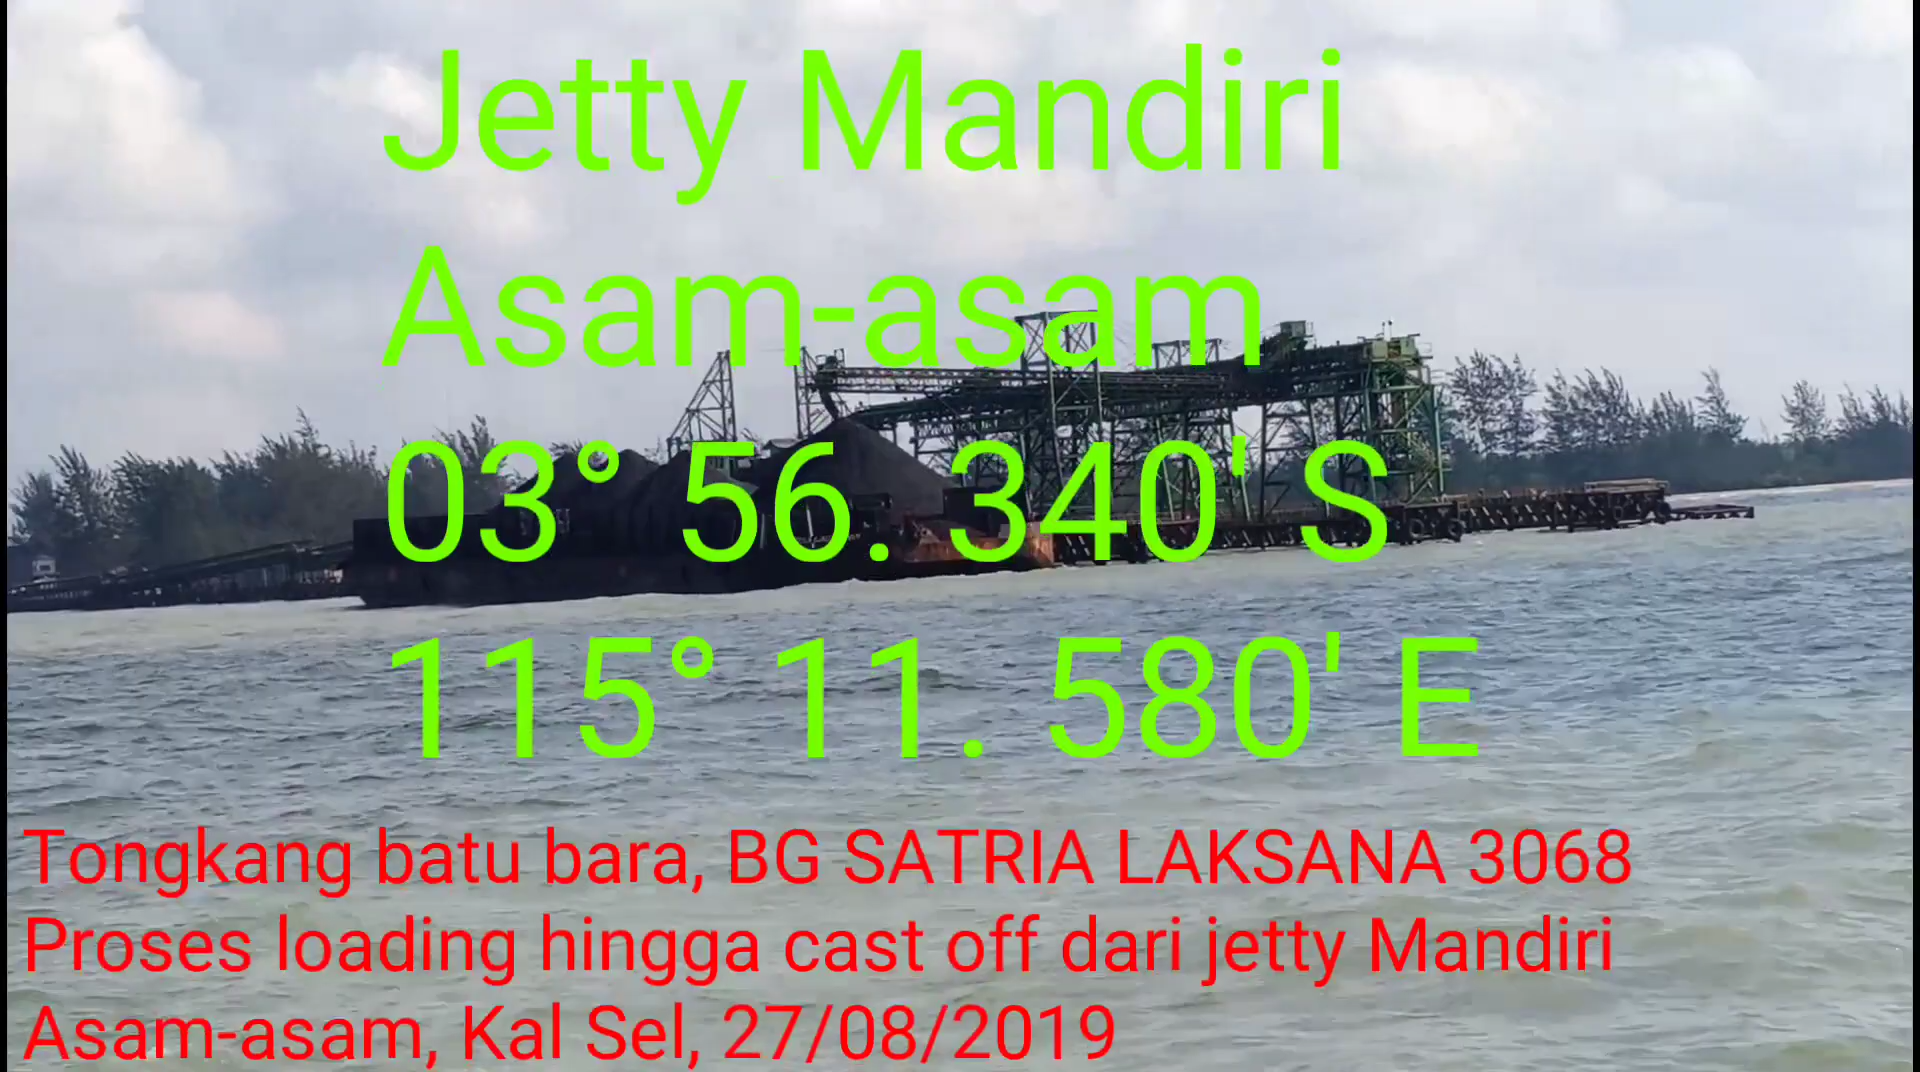 Jetty Mandiri
Asam-asam
03° 56. 340' S
115° 11. 580' E
Tongkang batu bara, BG SATRIA LAKSANA 3068
Proses loading hingga cast off dari jetty Mandiri
Asam-asam, Kal Sel, 27/08/2019